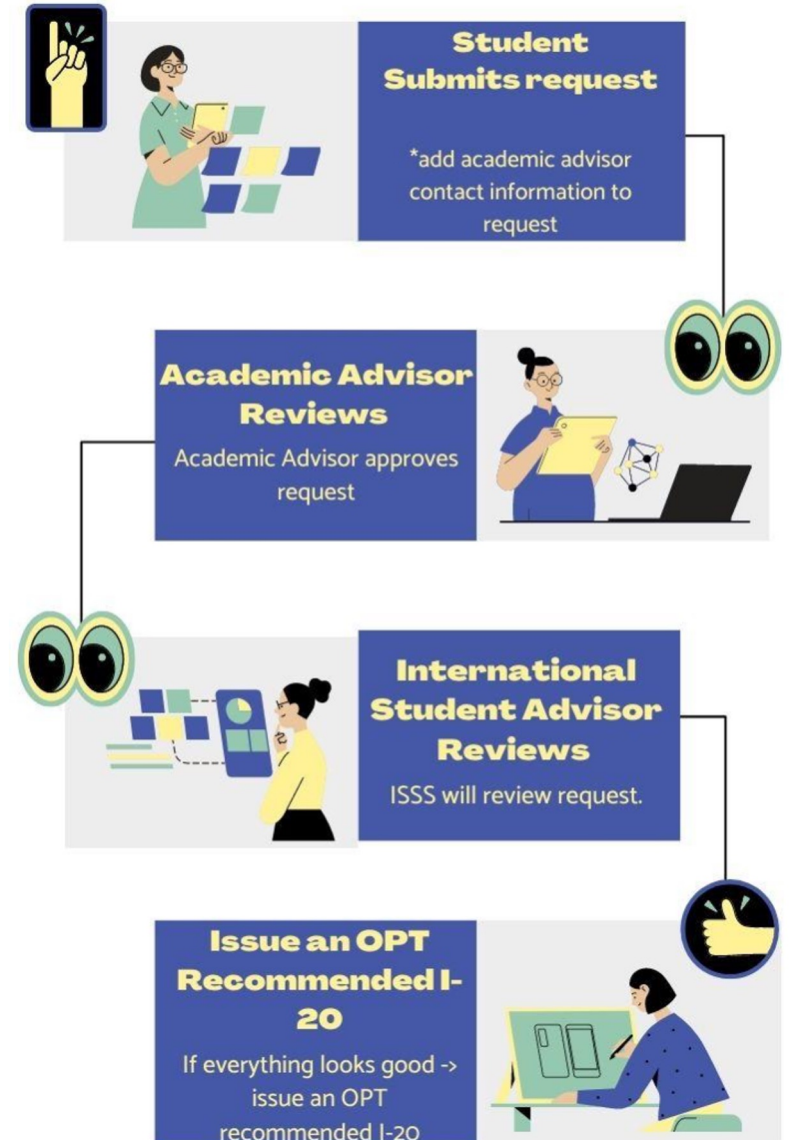 Student
Submits request
*add academic advisor
contact information to
request
Academic Advisor
Reviews
Academic Advisor approves
request
International
Student Advisor
Reviews
ISSS will review request.
Issue an OPT
Recommended I-
20
If everything looks good ->
issue an OPT
recommended I-20